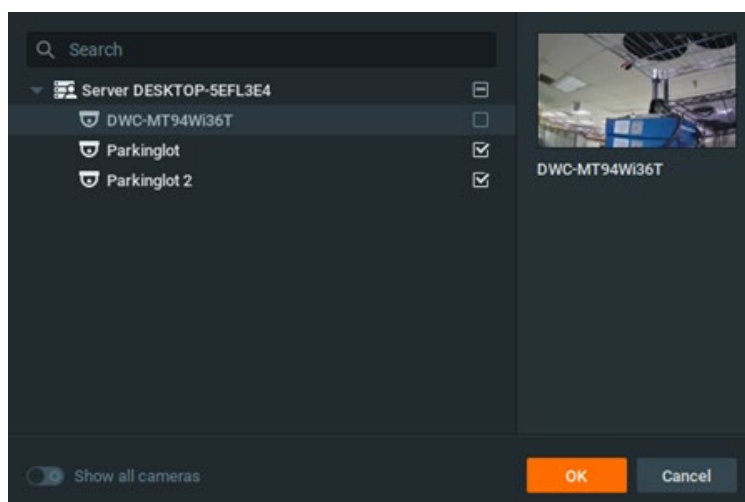 Search
Server DESKTOP-5EFL3E4
DWC-MT94Wi36T
Parkinglot
Parkinglot 2
DWC-MT94Wi36T
Show all cameras
OK
Cancel